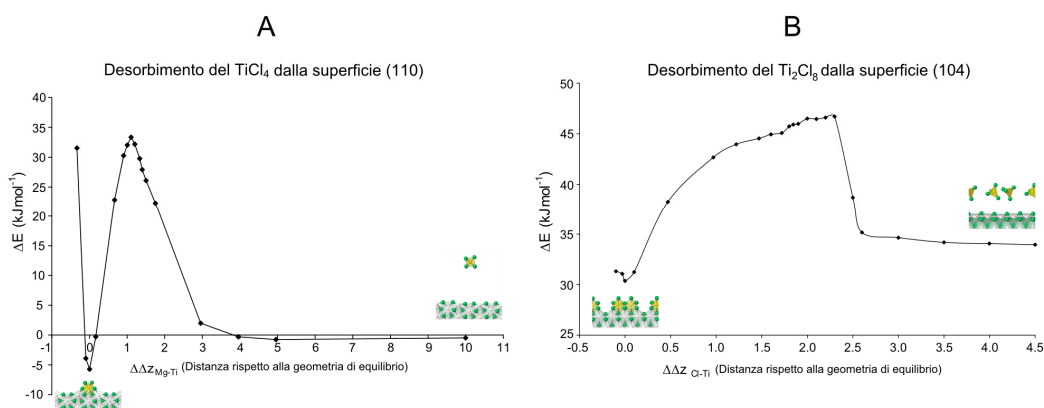 A
Desorbimento del TiCl4 dalla superficie (110)
40
35
30
25
20
15
10
5
0
-5
-10
ΔE (kJmol-1)
-1 0 1 2 3 4 5 6 7 8 9 10 11
ΔΔzMg-Ti (Distanza rispetto alla geometria di equilibrio)
B
Desorbimento del Ti2Cl8 dalla superficie (104)
50
45
40
35
30
25
ΔE (kJmol-1)
-0.5 0.0 0.5 1.0 1.5 2.0 2.5 3.0 3.5 4.0 4.5
ΔΔz Cl-Ti (Distanza rispetto alla geometria di equilibrio)